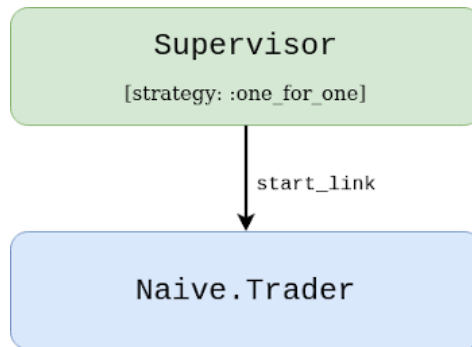 Supervisor
[strategy: :one_for_one]
start_link
Naive.Trader